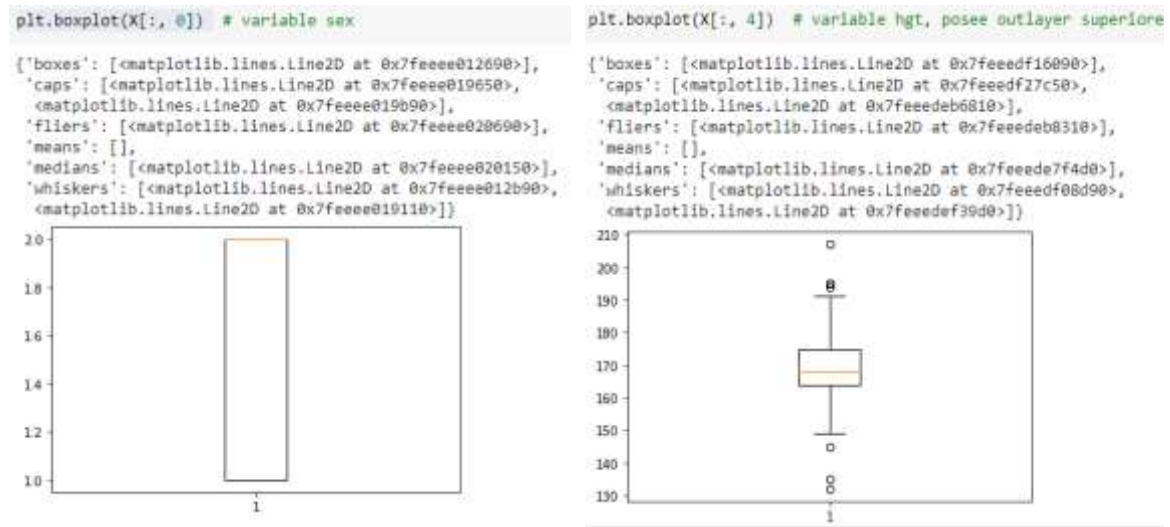 plt.boxplot(X[:, 0]) # variable sex
{'boxes': [<matplotlib.lines.Line2D at 0x7feeee012690>],
'caps': [<matplotlib.lines.Line2D at 0x7feeee019650>,
<matplotlib.lines.Line2D at 0x7feeee019b90>],
'fliers': [<matplotlib.lines.Line2D at 0x7feeee020690>],
'means': [],
'medians': [<matplotlib.lines.Line2D at 0x7feeee020150>],
'whiskers': [<matplotlib.lines.Line2D at 0x7feeee012b90>,
<matplotlib.lines.Line2D at 0x7feeee019110>]}
2.0
1.8
1.6
1.4
1.2
1.0
1
plt.boxplot(X[:, 4]) # variable hgt, posee outlayer superiore
{'boxes': [<matplotlib.lines.Line2D at 0x7feeedf16090>],
'caps': [<matplotlib.lines.Line2D at 0x7feeedf27c50>,
<matplotlib.lines.Line2D at 0x7feeedeb6810>],
'fliers': [<matplotlib.lines.Line2D at 0x7feeedeb8310>],
'means': [],
'medians': [<matplotlib.lines.Line2D at 0x7feeede7f4d0>],
'whiskers': [<matplotlib.lines.Line2D at 0x7feeedf08d90>,
<matplotlib.lines.Line2D at 0x7feeedef39d0>]}
210
200
190
180
170
160
150
140
130
1